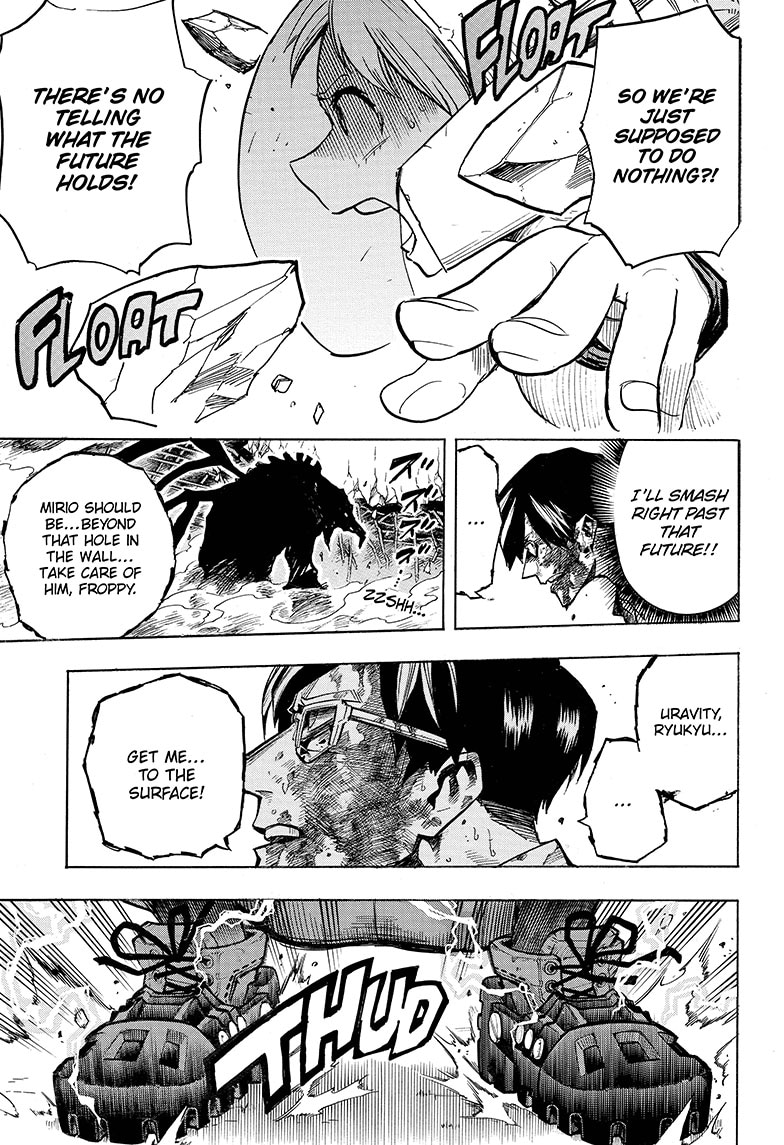 FLOAT
SO WE'RE
JUST
SUPPOSED
TO DO
NOTHING?!
THERE'S NO
TELLING
WHAT THE
FUTURE
HOLDS!
FLOAT
I'LL SMASH
RIGHT PAST
THAT
FUTURE!!
...
ZZSHH...
MIRIO SHOULD
BE...BEYOND
THAT HOLE IN
THE WALL...
TAKE CARE OF
HIM, FROPPY.
URAVITY,
RYUKYU...
...
GET ME...
TO THE
SURFACE!
THUD